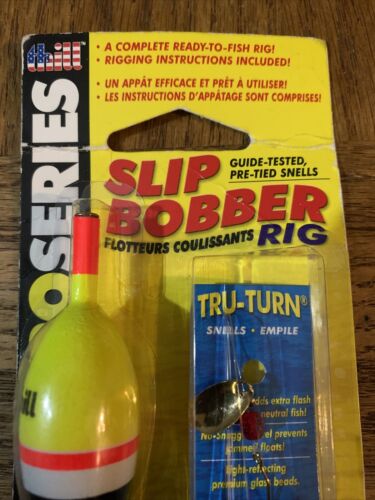 thill
• A COMPLETE READY-TO-FISH RIG!
• RIGGING INSTRUCTIONS INCLUDED!
• UN APPÂT EFFICACE ET PRÊT À UTILISER!
• LES INSTRUCTIONS D'APPÂTAGE SONT COMPRISES!
SERIES
SLIP
BOBBER
RIG
GUIDE-TESTED,
PRE-TIED SNELLS
FLOTTEURS COULISSANTS
TRU-TURN®
SNELLS • EMPILE
extra flash
neutral fish!
prevents
floats!
Light-reflecting
premium glass beads.
ill